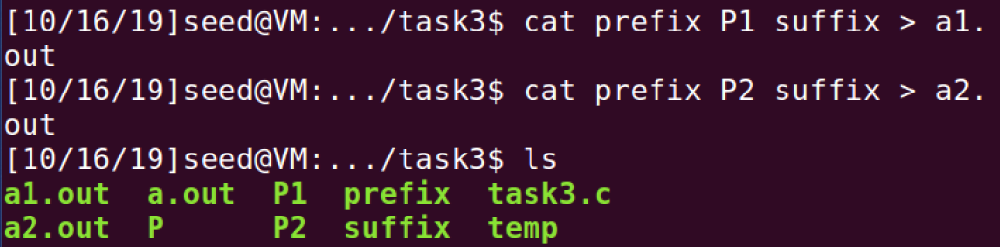 [10/16/19]seed@VM:.../task3$ cat prefix P1 suffix > a1.
out
[10/16/19]seed@VM:.../task3$ cat prefix P2 suffix > a2.
out
[10/16/19]seed@VM:.../task3$ ls
a1.out  a.out  P1  prefix  task3.c
a2.out  P      P2  suffix  temp